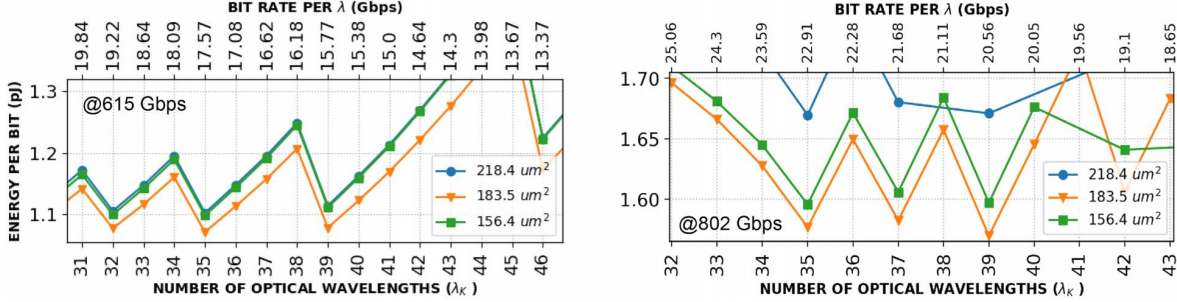 BIT RATE PER λ (Gbps)
19.84 19.22 18.64 18.09 17.57 17.08 16.62 16.18 15.77 15.38 15.0 14.64 14.3 13.98 13.67 13.37
ENERGY PER BIT (pJ)
1.3
1.2
1.1
@615 Gbps
218.4 um²
183.5 um²
156.4 um²
31 32 33 34 35 36 37 38 39 40 41 42 43 44 45 46
NUMBER OF OPTICAL WAVELENGTHS (λK )
BIT RATE PER λ (Gbps)
25.06 24.3 23.59 22.91 22.28 21.68 21.11 20.56 20.05 19.56 19.1 18.65
1.70
1.65
1.60
@802 Gbps
218.4 um²
183.5 um²
156.4 um²
32 33 34 35 36 37 38 39 40 41 42 43
NUMBER OF OPTICAL WAVELENGTHS (λK )